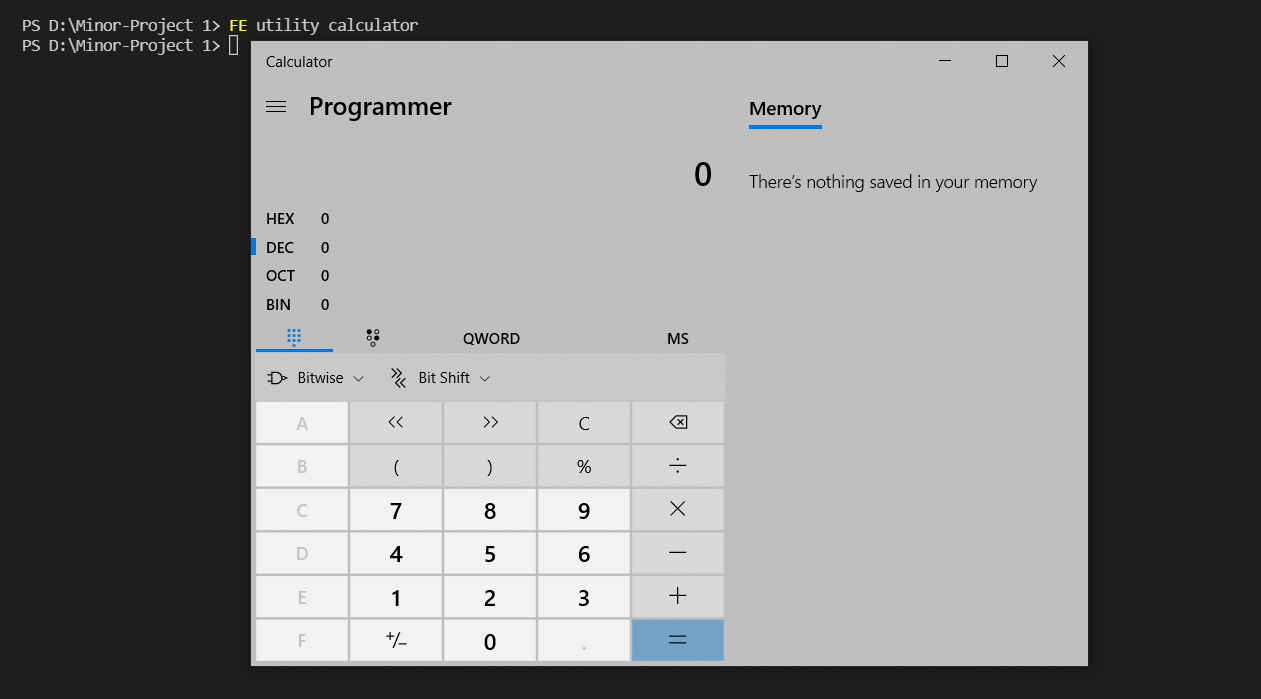 PS D:\Minor-Project 1> FE utility calculator
PS D:\Minor-Project 1>
Calculator
Programmer
Memory
0
There's nothing saved in your memory
HEX 0
DEC 0
OCT 0
BIN 0
QWORD MS
Bitwise Bit Shift
A << >> C
B ( ) % ÷
C 7 8 9 ×
D 4 5 6 −
E 1 2 3 +
F +/− 0 . =